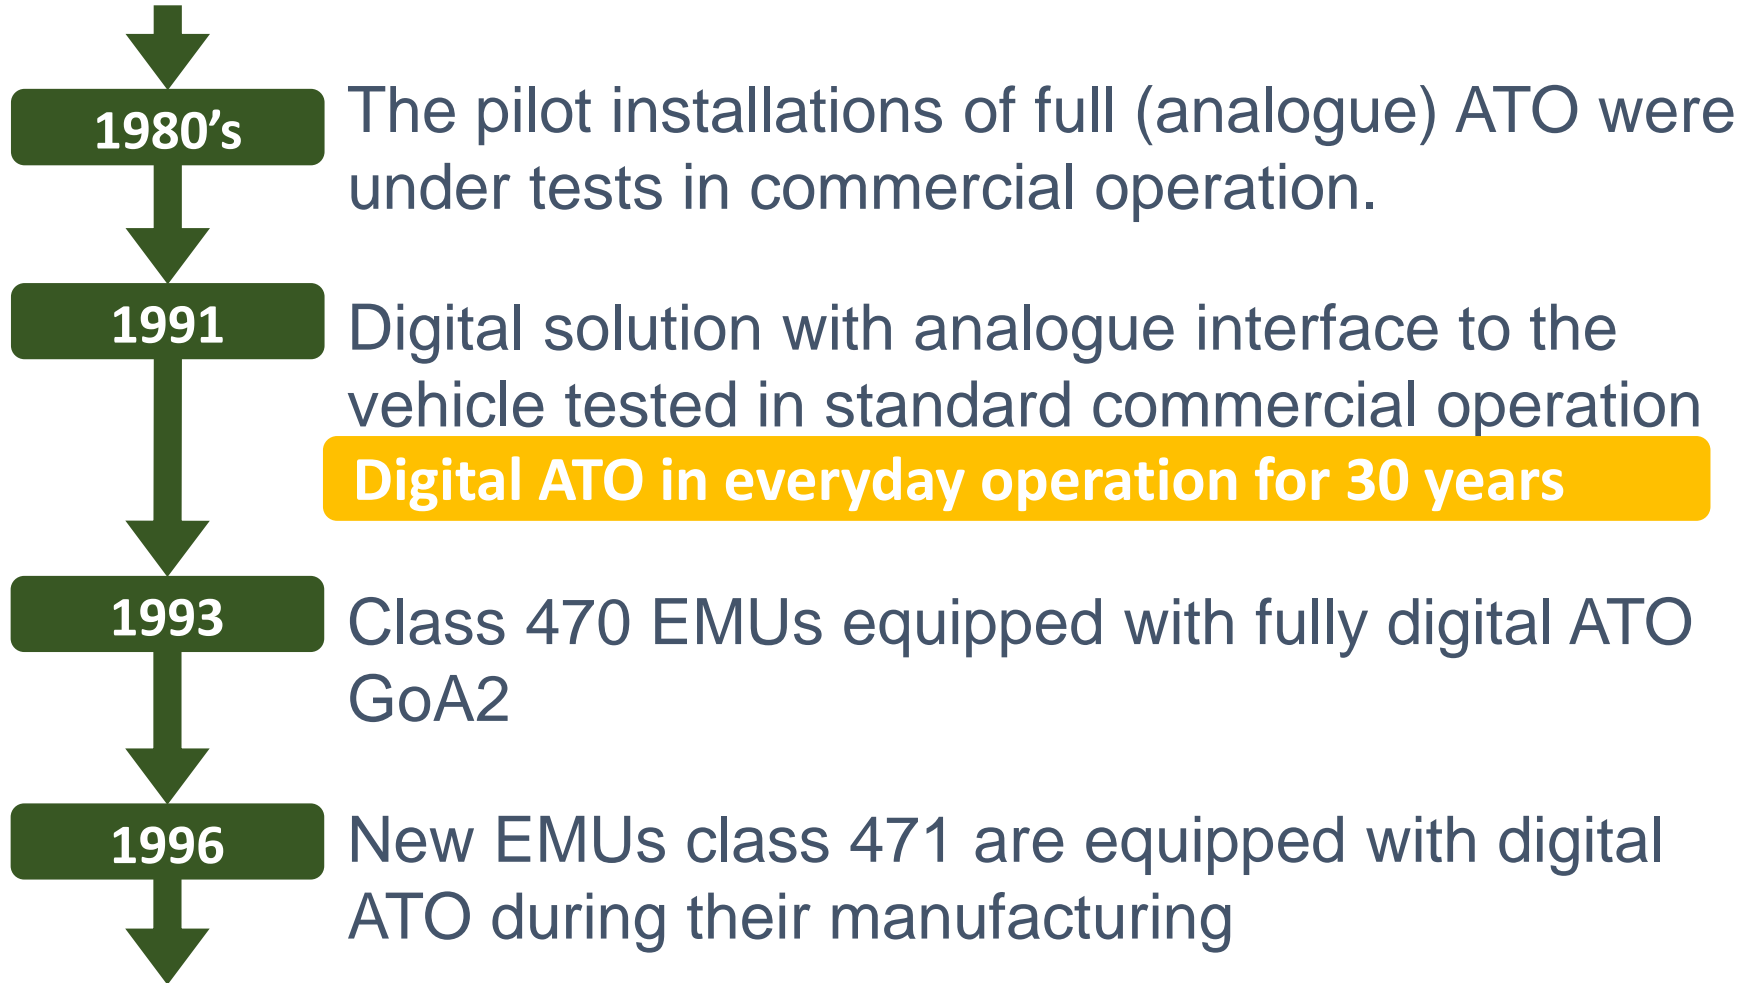 1980’s
The pilot installations of full (analogue) ATO were
under tests in commercial operation.
1991
Digital solution with analogue interface to the
vehicle tested in standard commercial operation
Digital ATO in everyday operation for 30 years
1993
Class 470 EMUs equipped with fully digital ATO
GoA2
1996
New EMUs class 471 are equipped with digital
ATO during their manufacturing